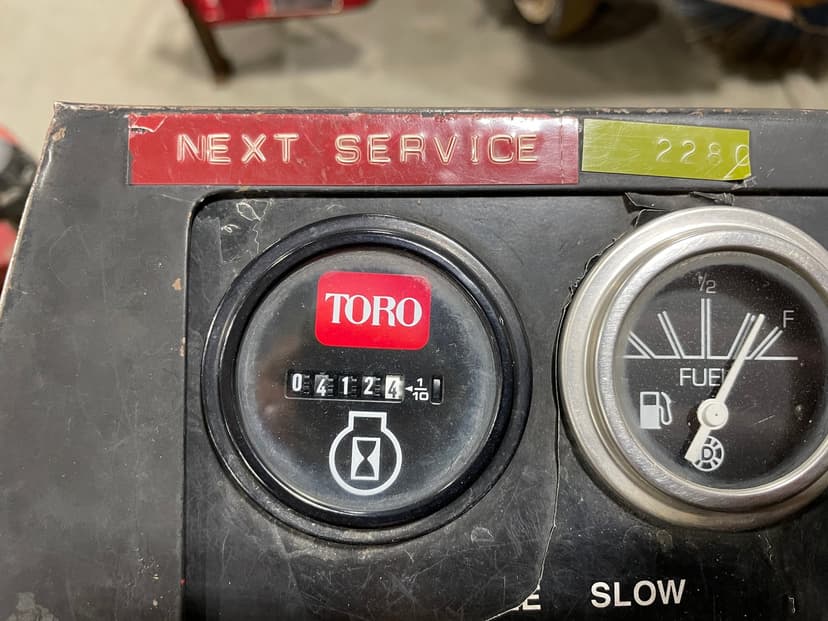 NEXT SERVICE 2280
TORO
04124 1/10
1/2
F
FUEL
D
SLOW